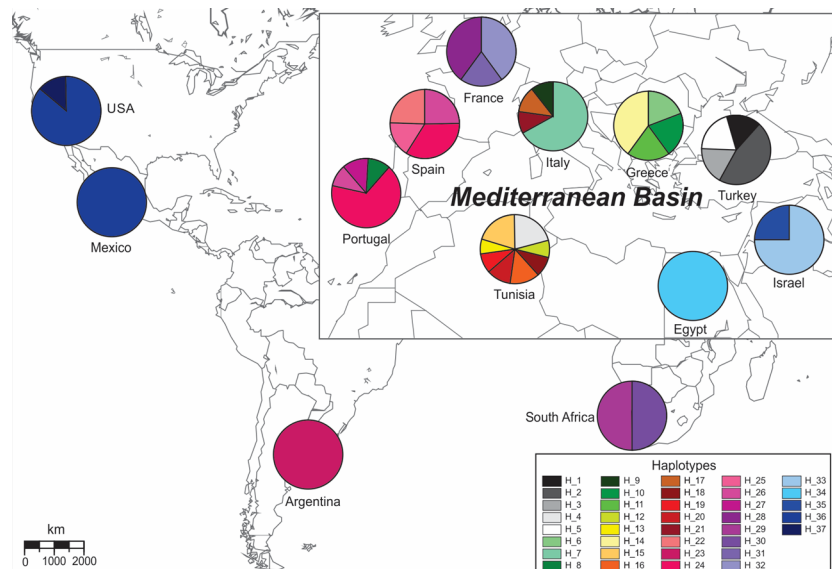 USA
Mexico
Argentina
South Africa
France
Spain
Portugal
Italy
Greece
Turkey
Mediterranean Basin
Tunisia
Israel
Egypt
km
0 1000 2000
Haplotypes
H_1
H_2
H_3
H_4
H_5
H_6
H_7
H_8
H_9
H_10
H_11
H_12
H_13
H_14
H_15
H_16
H_17
H_18
H_19
H_20
H_21
H_22
H_23
H_24
H_25
H_26
H_27
H_28
H_29
H_30
H_31
H_32
H_33
H_34
H_35
H_36
H_37